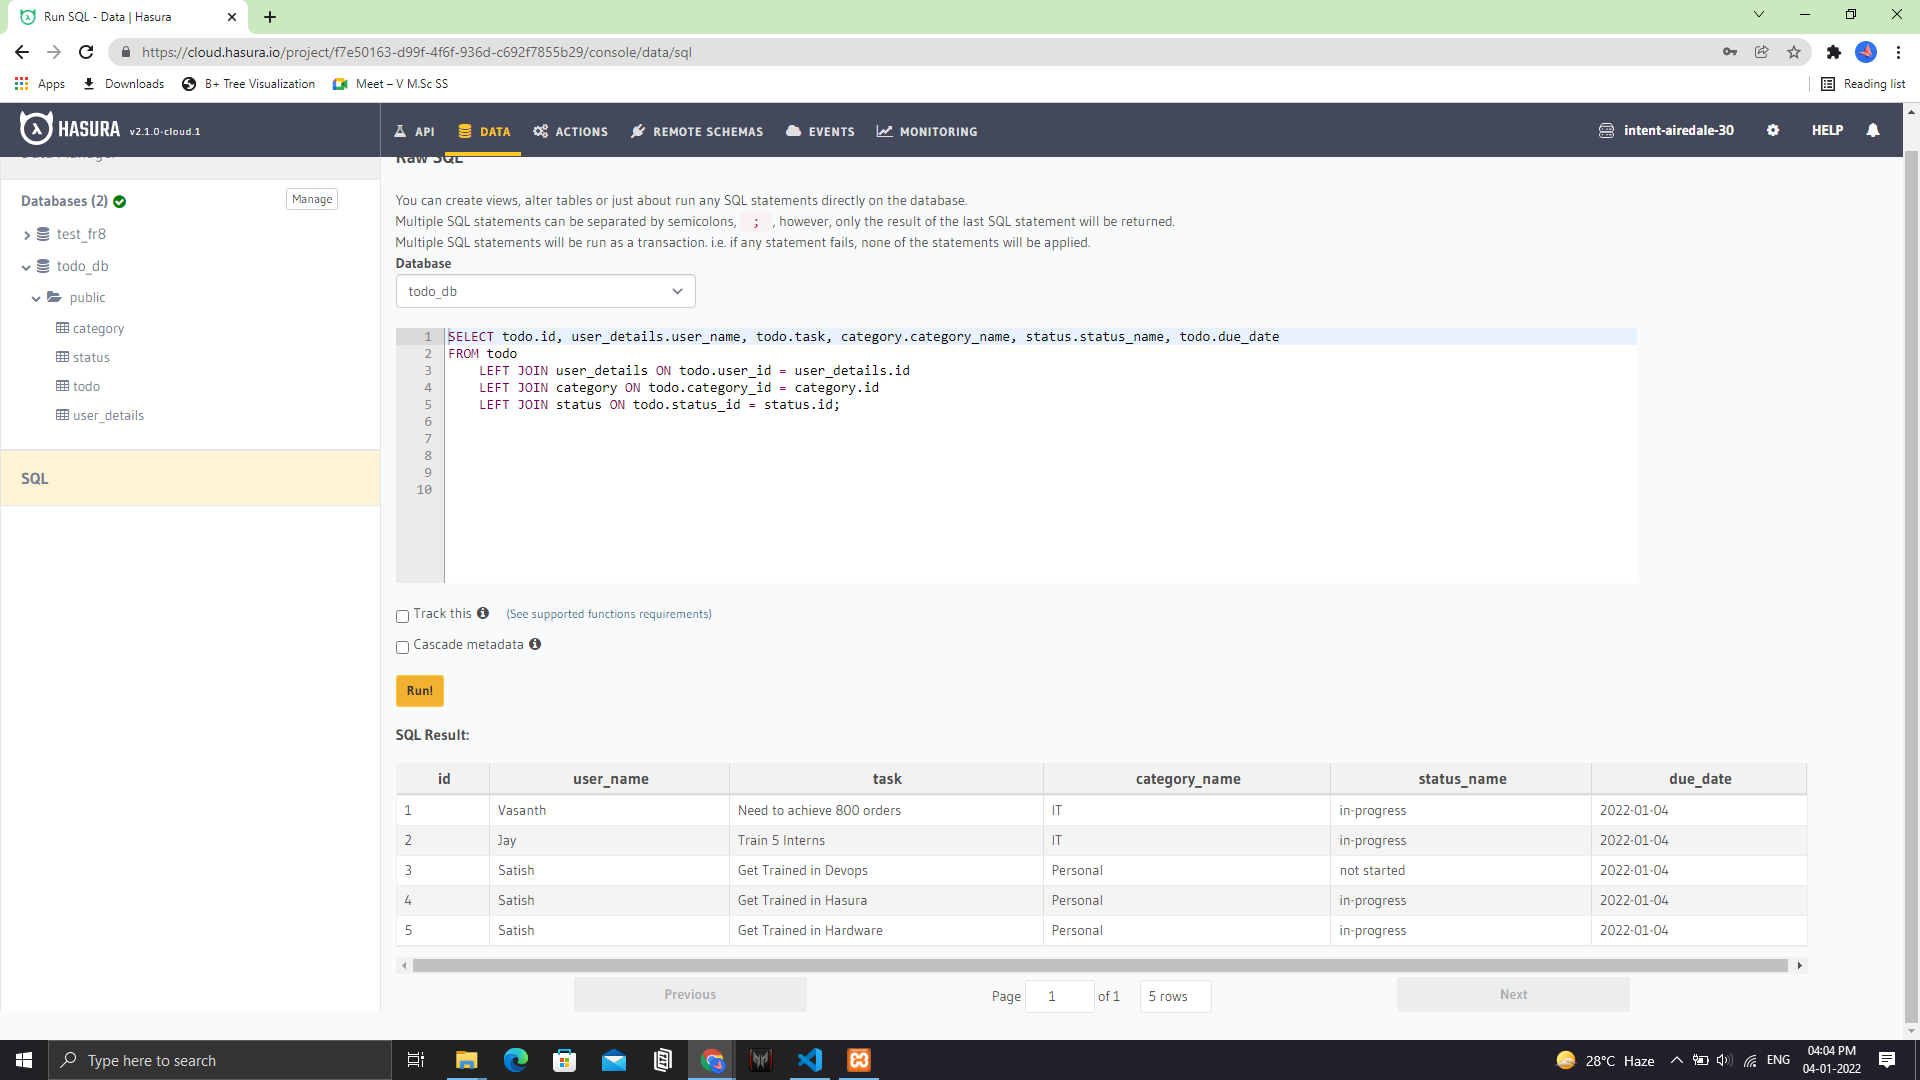 Run SQL - Data | Hasura
https://cloud.hasura.io/project/f7e50163-d99f-4f6f-936d-c692f7855b29/console/data/sql
Apps
Downloads
B+ Tree Visualization
Meet – V M.Sc SS
Reading list
HASURA v2.1.0-cloud.1
API
DATA
ACTIONS
REMOTE SCHEMAS
EVENTS
MONITORING
intent-airedale-30
HELP
Data Manager
Databases (2)
Manage
test_fr8
todo_db
public
category
status
todo
user_details
SQL
Raw SQL
You can create views, alter tables or just about run any SQL statements directly on the database.
Multiple SQL statements can be separated by semicolons, ; , however, only the result of the last SQL statement will be returned.
Multiple SQL statements will be run as a transaction. i.e. if any statement fails, none of the statements will be applied.
Database
todo_db
1 SELECT todo.id, user_details.user_name, todo.task, category.category_name, status.status_name, todo.due_date
2 FROM todo
3 LEFT JOIN user_details ON todo.user_id = user_details.id
4 LEFT JOIN category ON todo.category_id = category.id
5 LEFT JOIN status ON todo.status_id = status.id;
6
7
8
9
10
Track this (See supported functions requirements)
Cascade metadata
Run!
SQL Result:
id user_name task category_name status_name due_date
1 Vasanth Need to achieve 800 orders IT in-progress 2022-01-04
2 Jay Train 5 Interns IT in-progress 2022-01-04
3 Satish Get Trained in Devops Personal not started 2022-01-04
4 Satish Get Trained in Hasura Personal in-progress 2022-01-04
5 Satish Get Trained in Hardware Personal in-progress 2022-01-04
Previous
Page 1 of 1
5 rows
Next
Type here to search
28°C Haze
ENG
04:04 PM
04-01-2022